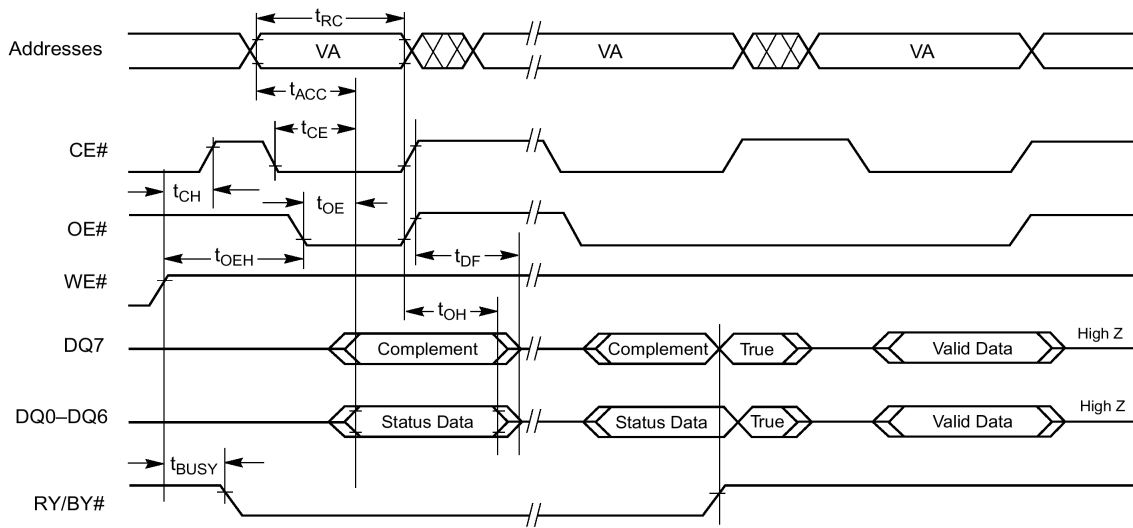 tRC
Addresses VA VA VA
tACC
tCE
CE#
tCH tOE
OE#
tOEH tDF
WE#
tOH
DQ7 Complement Complement True Valid Data High Z
DQ0–DQ6 Status Data Status Data True Valid Data High Z
tBUSY
RY/BY#